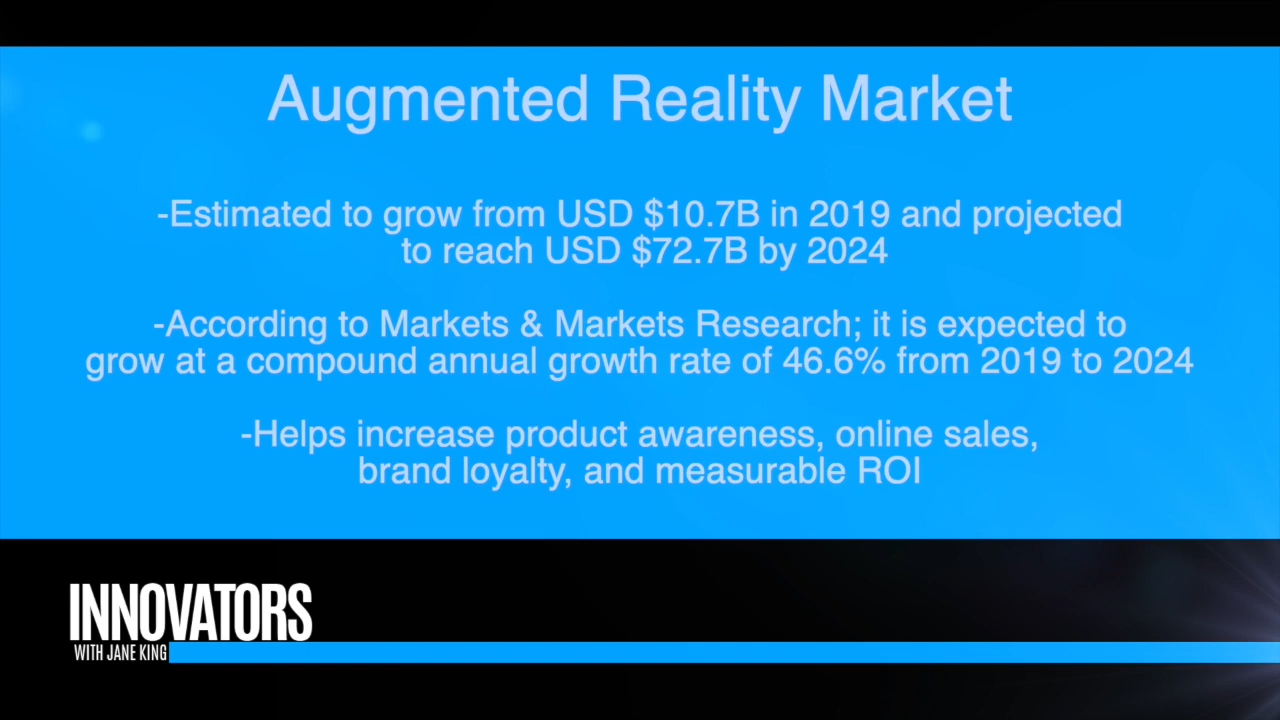 Augmented Reality Market
-Estimated to grow from USD $10.7B in 2019 and projected
to reach USD $72.7B by 2024
-According to Markets & Markets Research; it is expected to
grow at a compound annual growth rate of 46.6% from 2019 to 2024
-Helps increase product awareness, online sales,
brand loyalty, and measurable ROI
INNOVATORS
WITH JANE KING